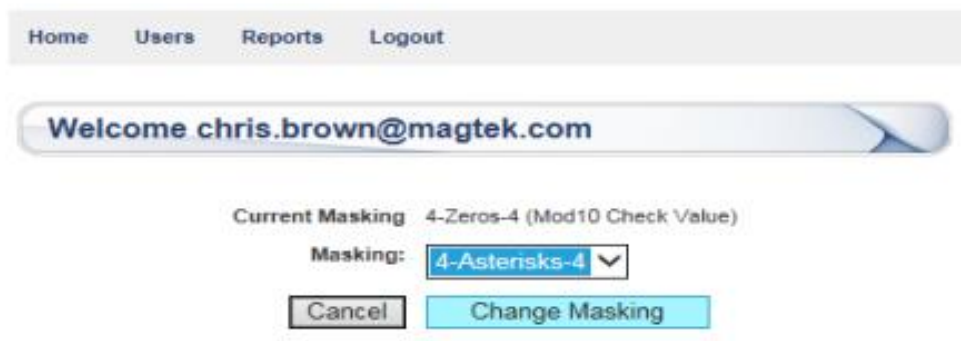 Home Users Reports Logout
Welcome chris.brown@magtek.com
Current Masking 4-Zeros-4 (Mod10 Check Value)
Masking: 4-Asterisks-4
Cancel Change Masking